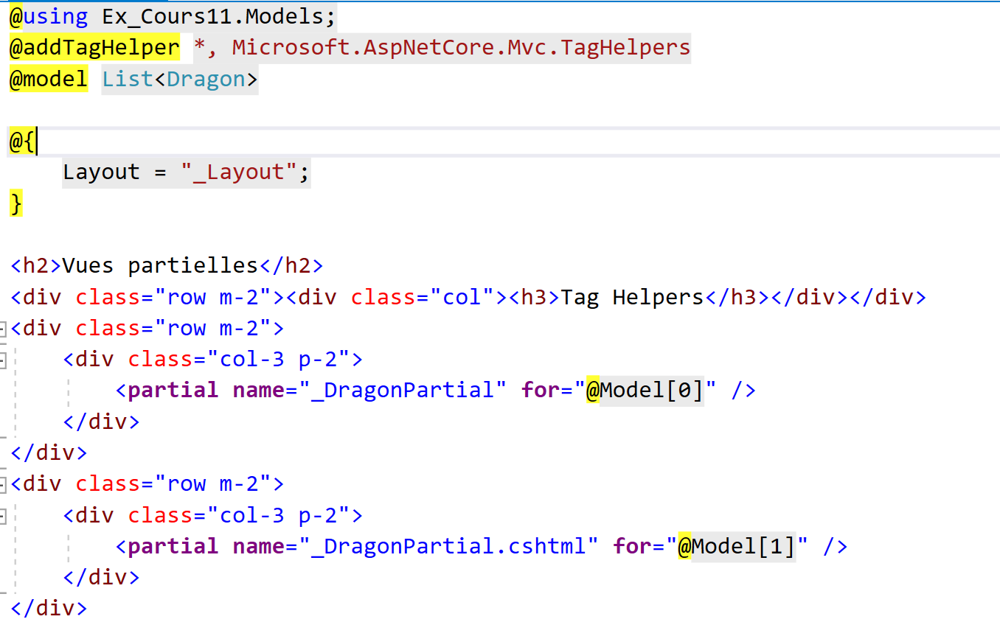 @using Ex_Cours11.Models;
@addTagHelper *, Microsoft.AspNetCore.Mvc.TagHelpers
@model List<Dragon>
@{
Layout = "_Layout";
}
<h2>Vues partielles</h2>
<div class="row m-2"><div class="col"><h3>Tag Helpers</h3></div></div>
<div class="row m-2">
<div class="col-3 p-2">
<partial name="_DragonPartial" for="@Model[0]" />
</div>
</div>
<div class="row m-2">
<div class="col-3 p-2">
<partial name="_DragonPartial.cshtml" for="@Model[1]" />
</div>
</div>